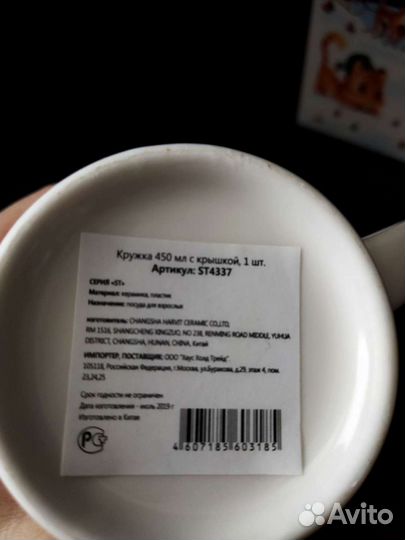 Кружка 450 мл с крышкой, 1 шт.
Артикул: ST4337
СЕРИЯ «ST»
Материал: керамика, пластик
Назначение: посуда для взрослых
ИЗГОТОВИТЕЛЬ: CHANGSHA HARVIT CERAMIC CO.,LTD.
RM 1516, SHANGCHENG XINGZUO, NO 238, RENMING ROAD MIDDLE, YUHUA
DISTRICT, CHANGSHA, HUNAN, CHINA, Китай
ИМПОРТЕР, ПОСТАВЩИК: ООО "Хаус Холд Трейд".
105118, Российская Федерация, г.Москва, ул.Буракова, д.29, этаж 4, пом.
23,24,25
Срок годности не ограничен
Дата изготовления - июль 2019 г
Изготовлено в Китае
4 607185 603185
Avito